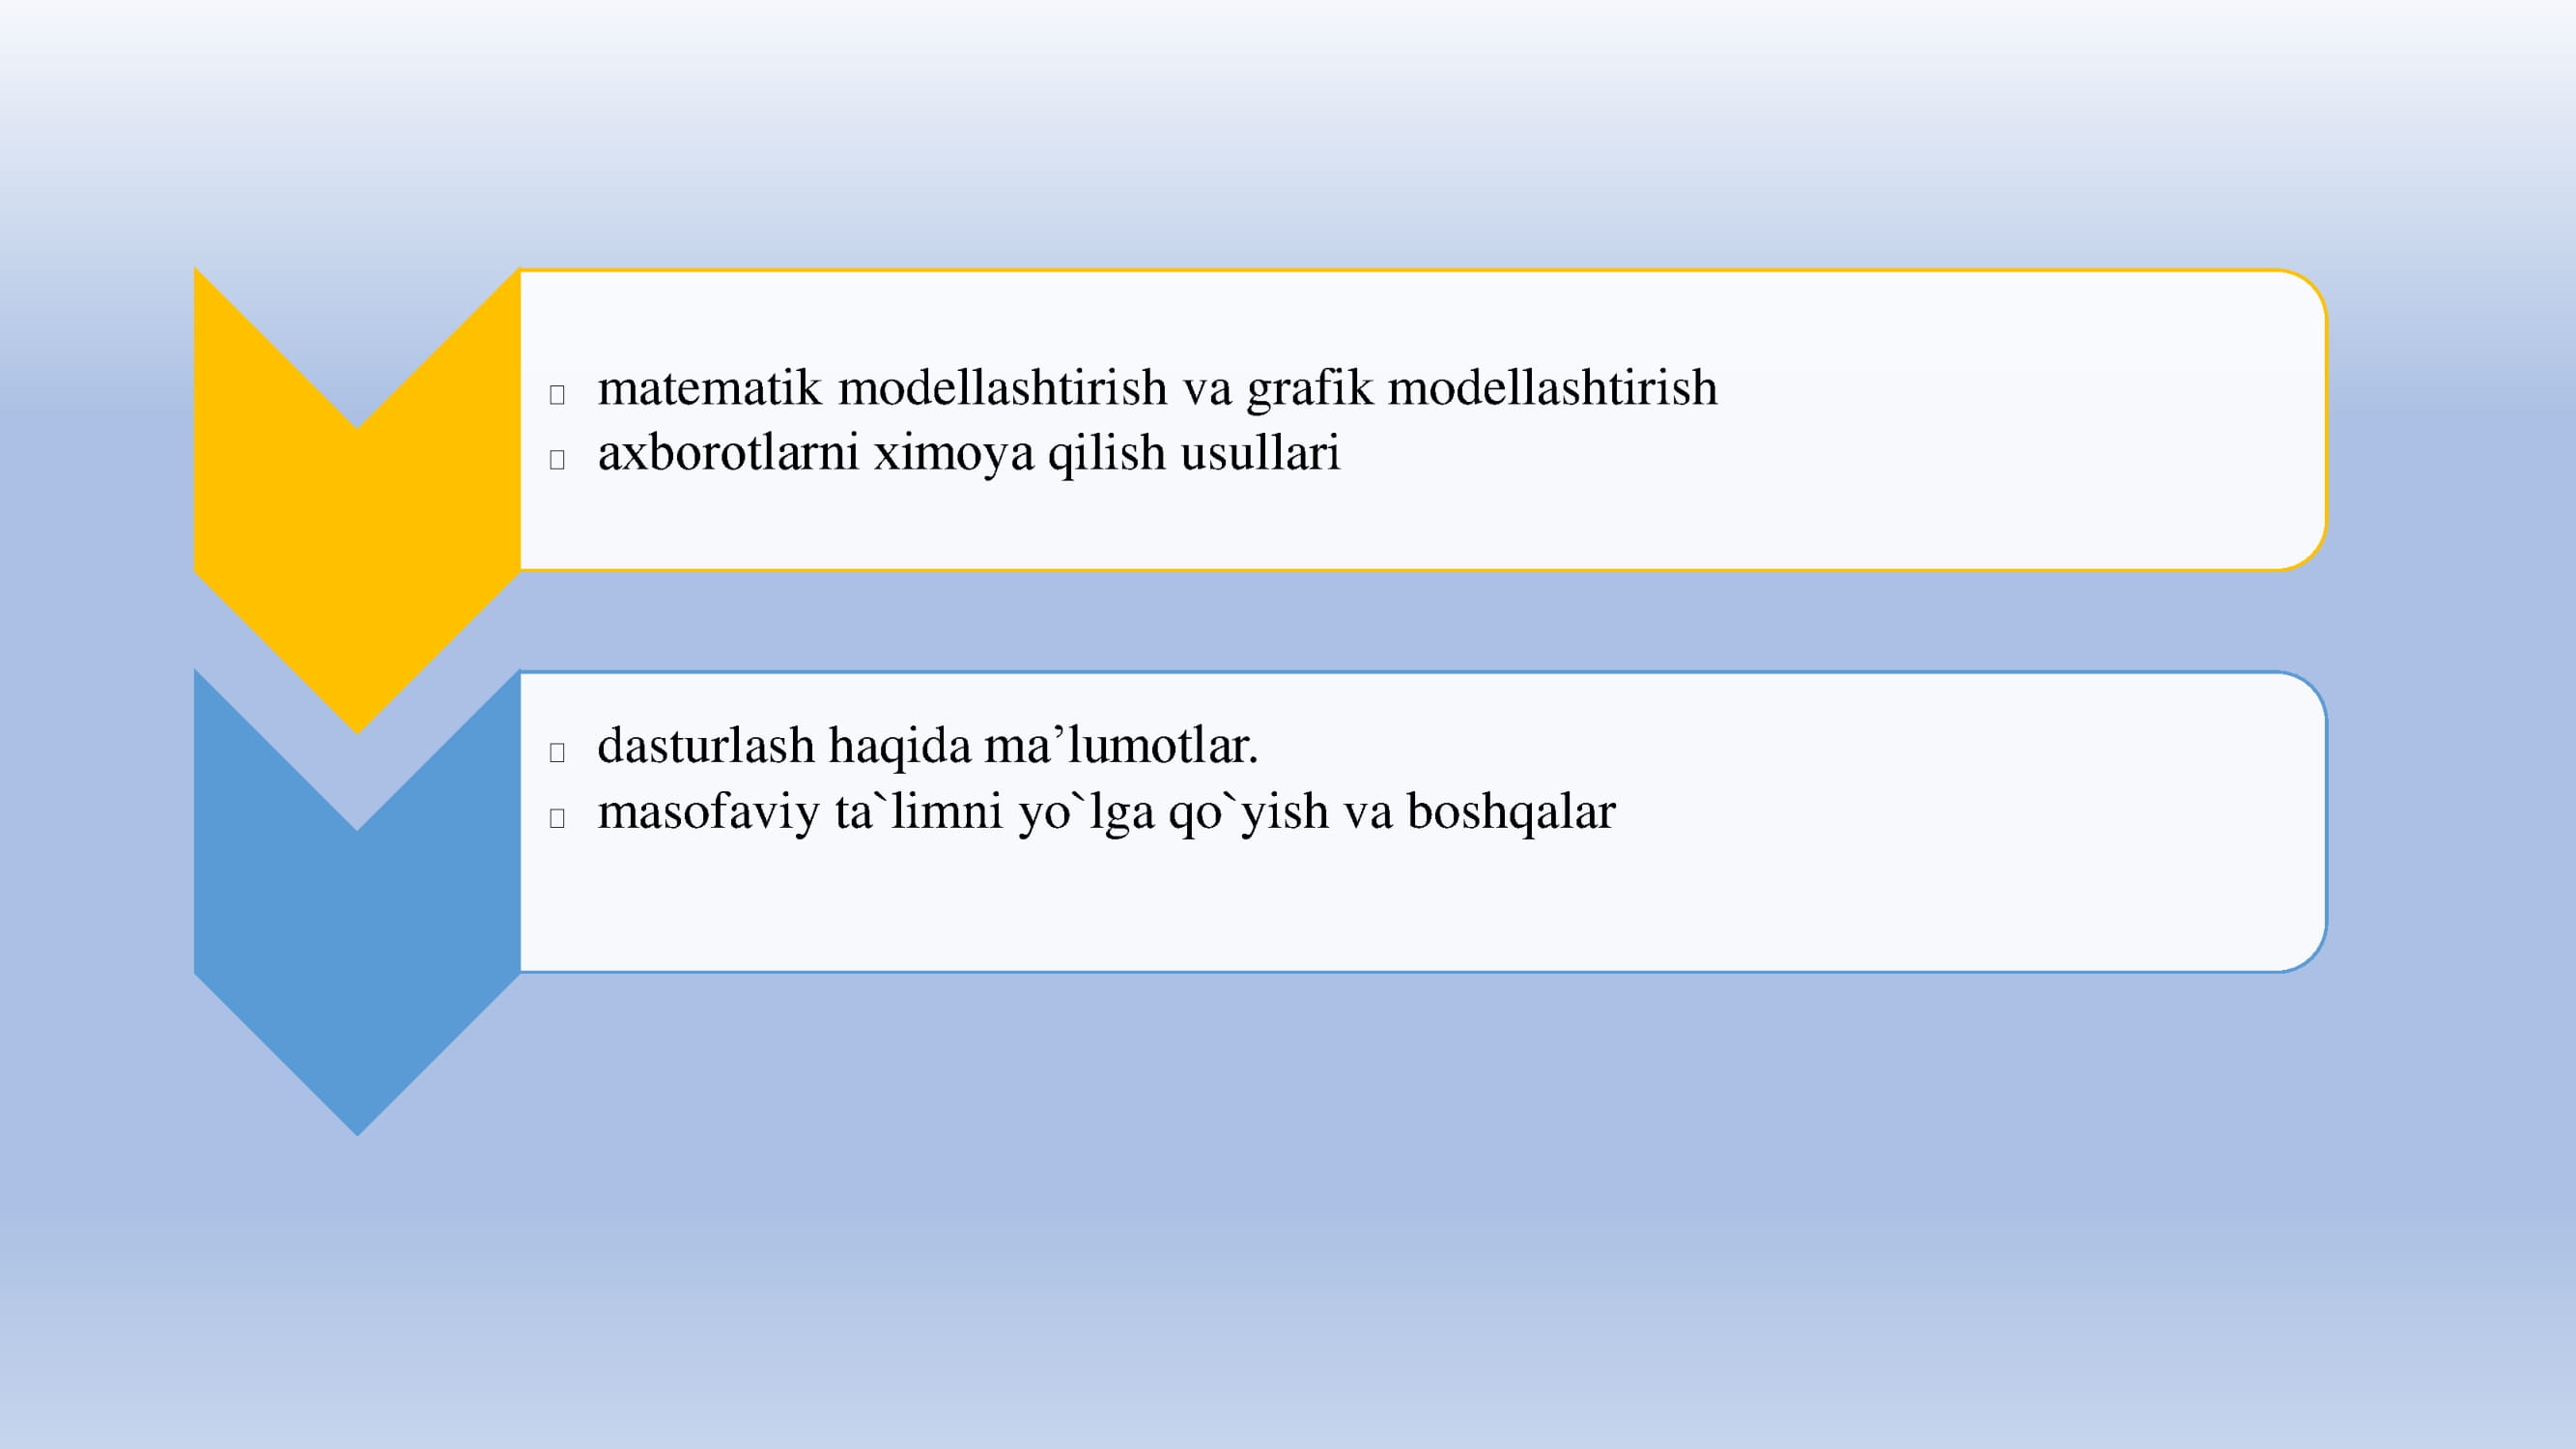 matematik modellashtirish va grafik modellashtirish
axborotlarni ximoya qilish usullari
dasturlash haqida ma’lumotlar.
masofaviy ta`limni yo`lga qo`yish va boshqalar